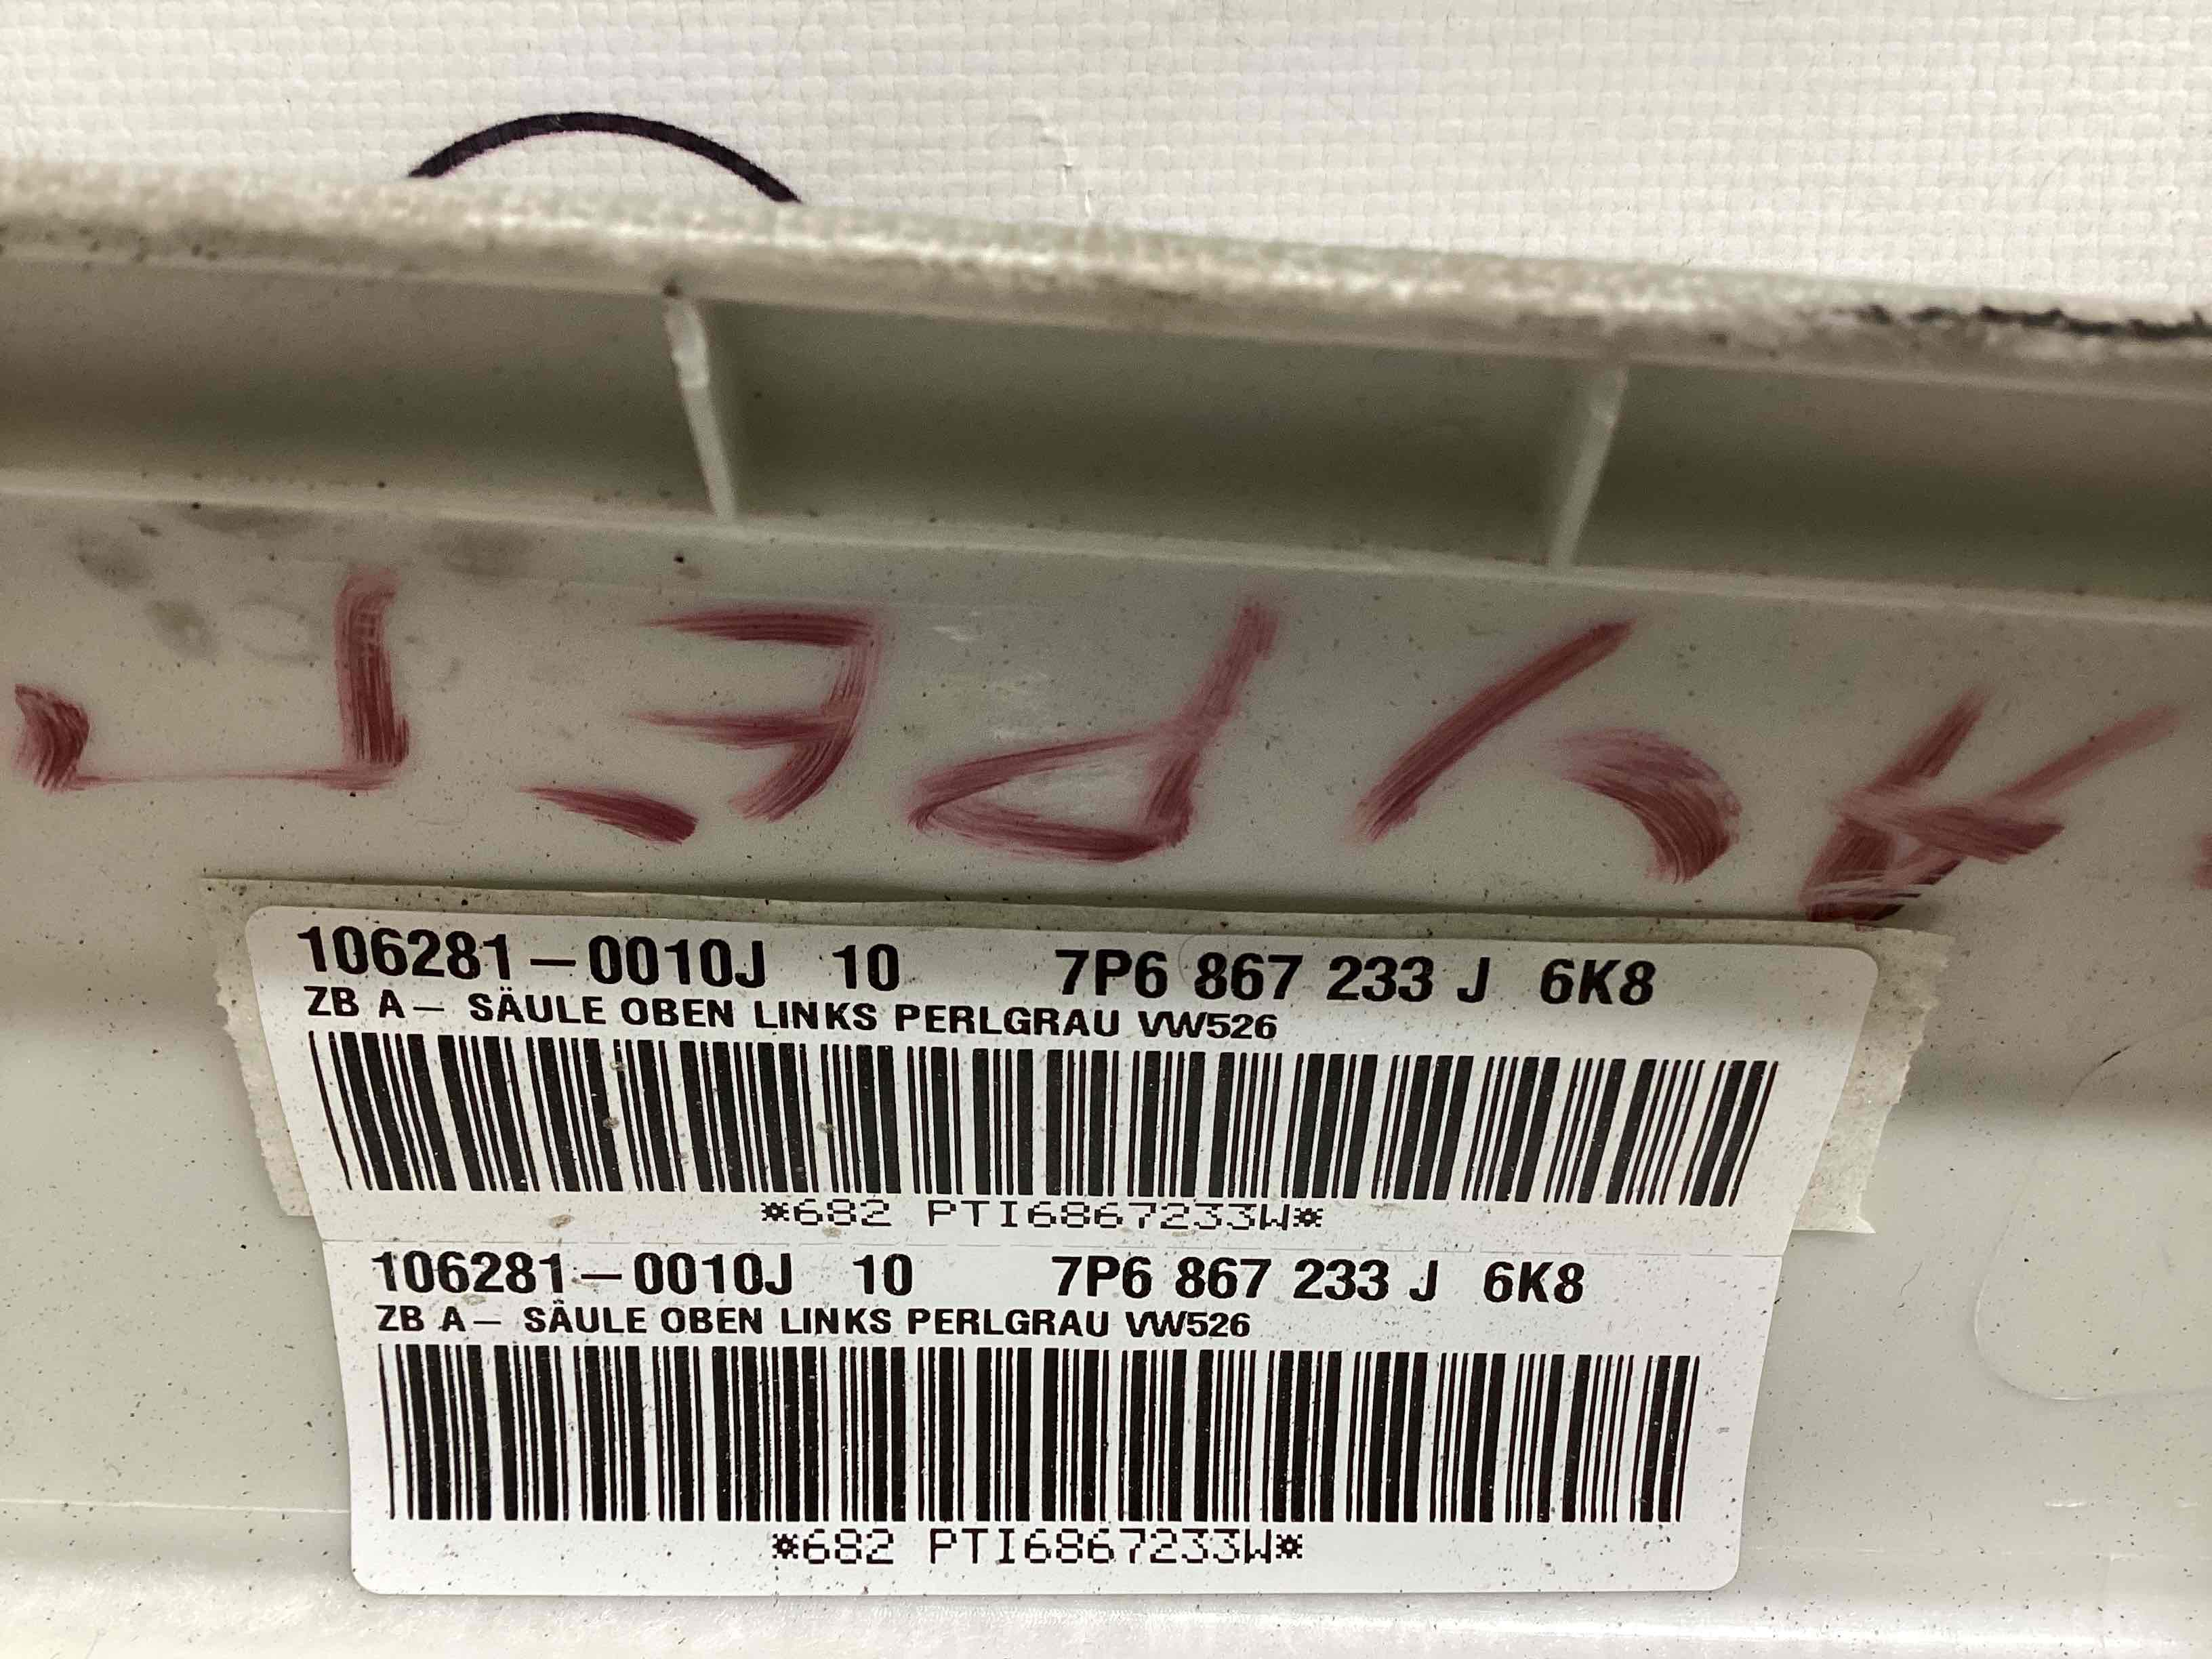 106281-0010J 10 7P6 867 233 J 6K8
ZB A- SÄULE OBEN LINKS PERLGRAU VW526
*682 PTI6867233W*
106281-0010J 10 7P6 867 233 J 6K8
ZB A- SÄULE OBEN LINKS PERLGRAU VW526
*682 PTI6867233W*